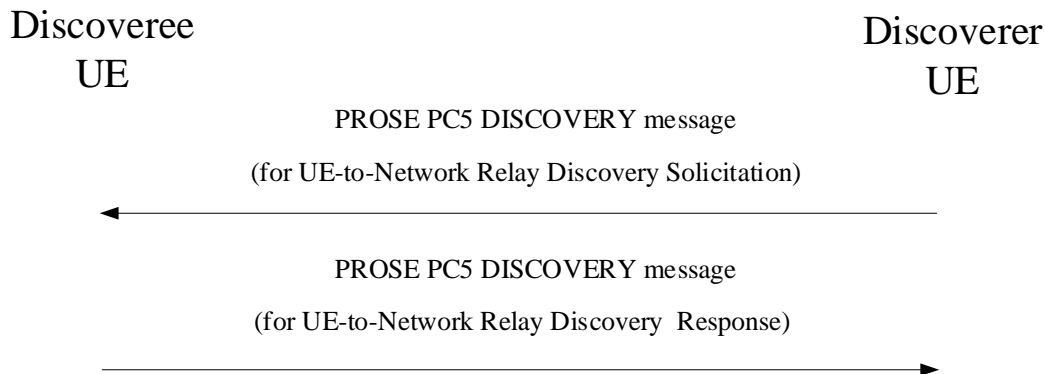 Discoveree
UE
Discoverer
UE
PROSE PC5 DISCOVERY message
(for UE-to-Network Relay Discovery Solicitation)
PROSE PC5 DISCOVERY message
(for UE-to-Network Relay Discovery Response)